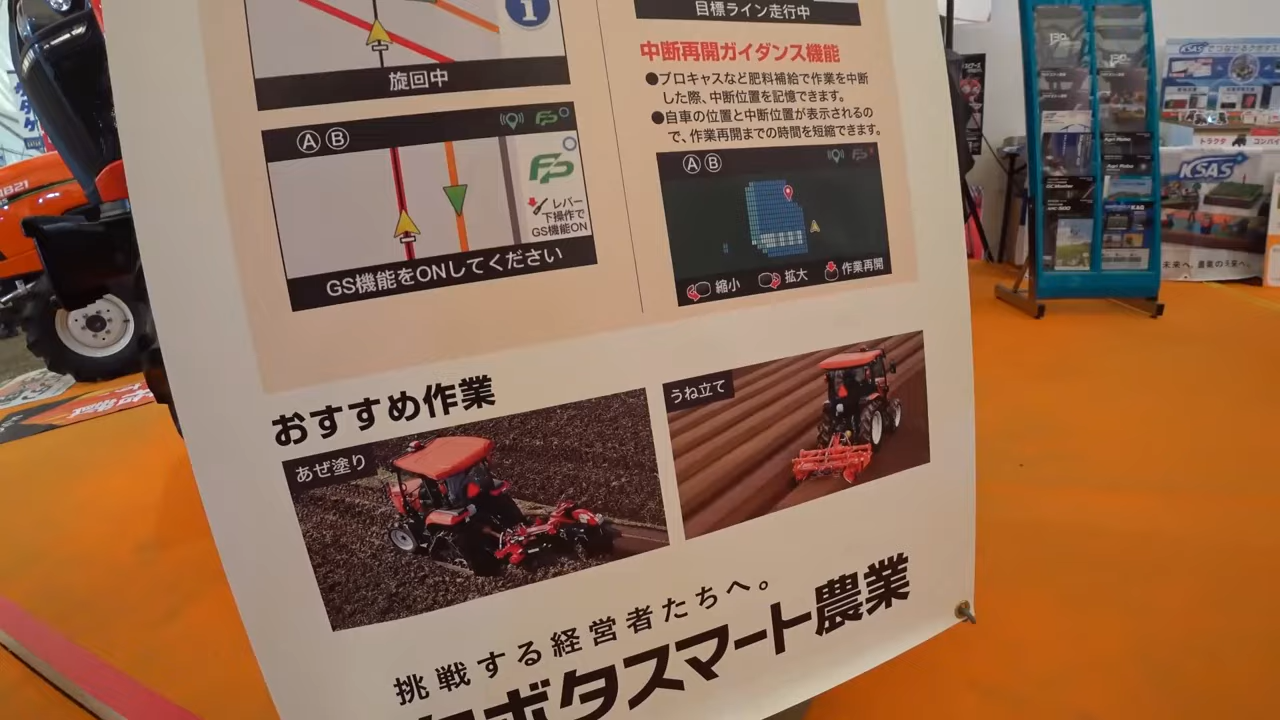 目標ライン走行中
旋回中
中断再開ガイダンス機能
●ブロキャスなど肥料補給で作業を中断
した際、中断位置を記憶できます。
●自車の位置と中断位置が表示されるの
で、作業再開までの時間を短縮できます。
A B
レバー
下操作で
GS機能ON
GS機能をONしてください
A B
縮小 拡大 作業再開
おすすめ作業
あぜ塗り
うね立て
挑戦する経営者たちへ。
ボタスマート農業
KSAS
KSAS
トラクタ